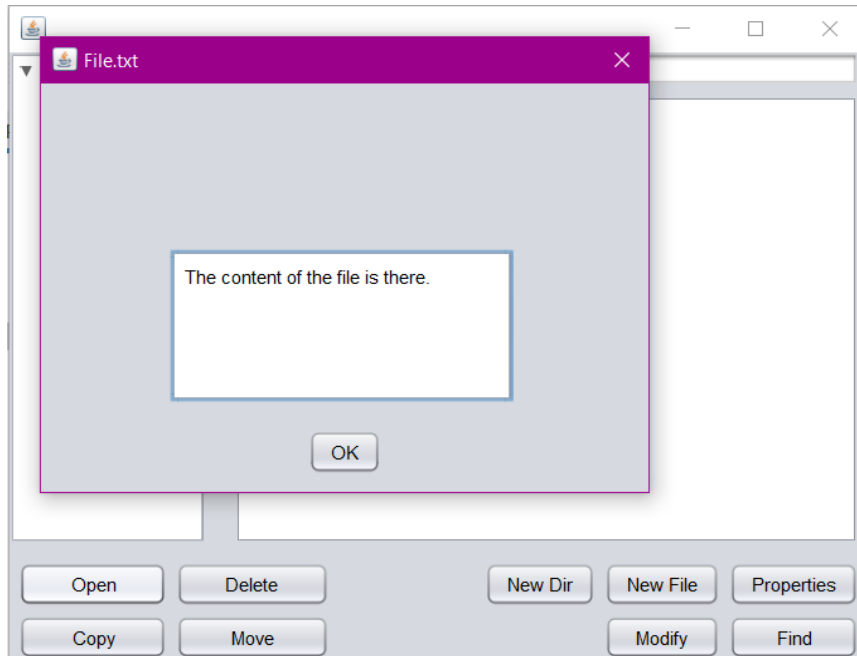 File.txt
The content of the file is there.
OK
Open Delete New Dir New File Properties
Copy Move Modify Find